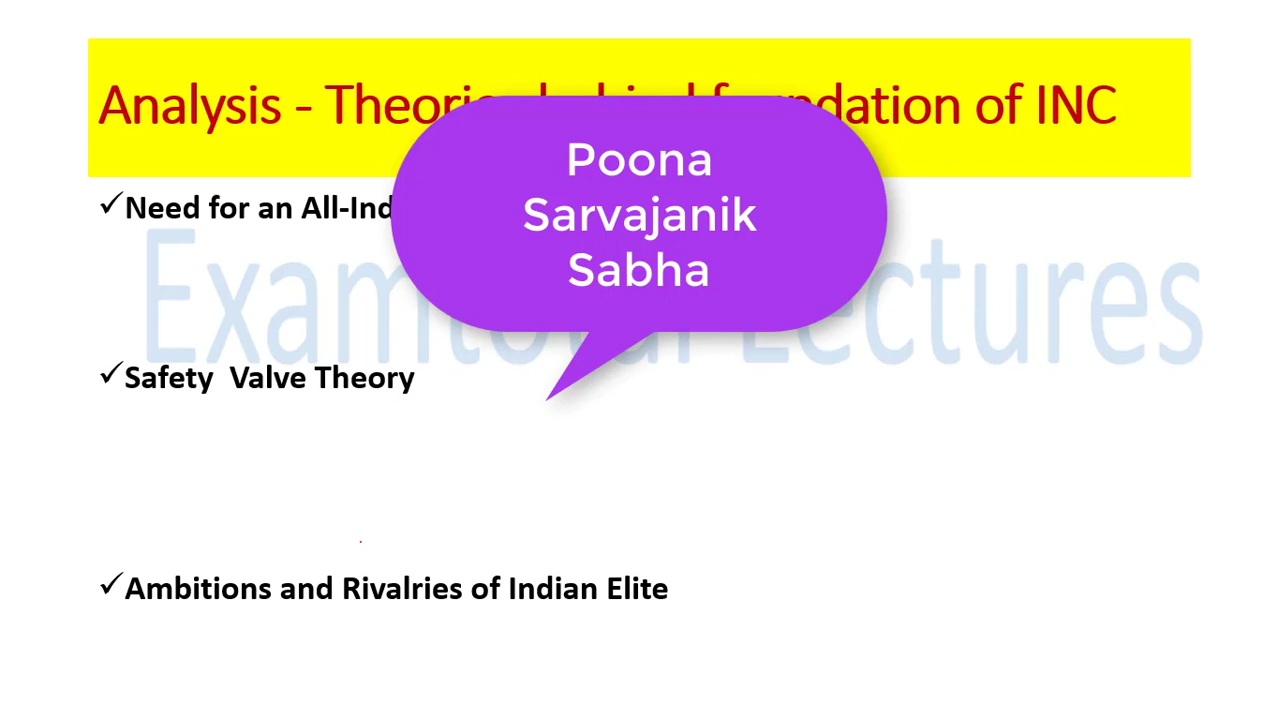 Analysis - Theories behind foundation of INC
Poona
Sarvajanik
Sabha
✓Need for an All-Ind
Examtotal Lectures
✓Safety Valve Theory
✓Ambitions and Rivalries of Indian Elite